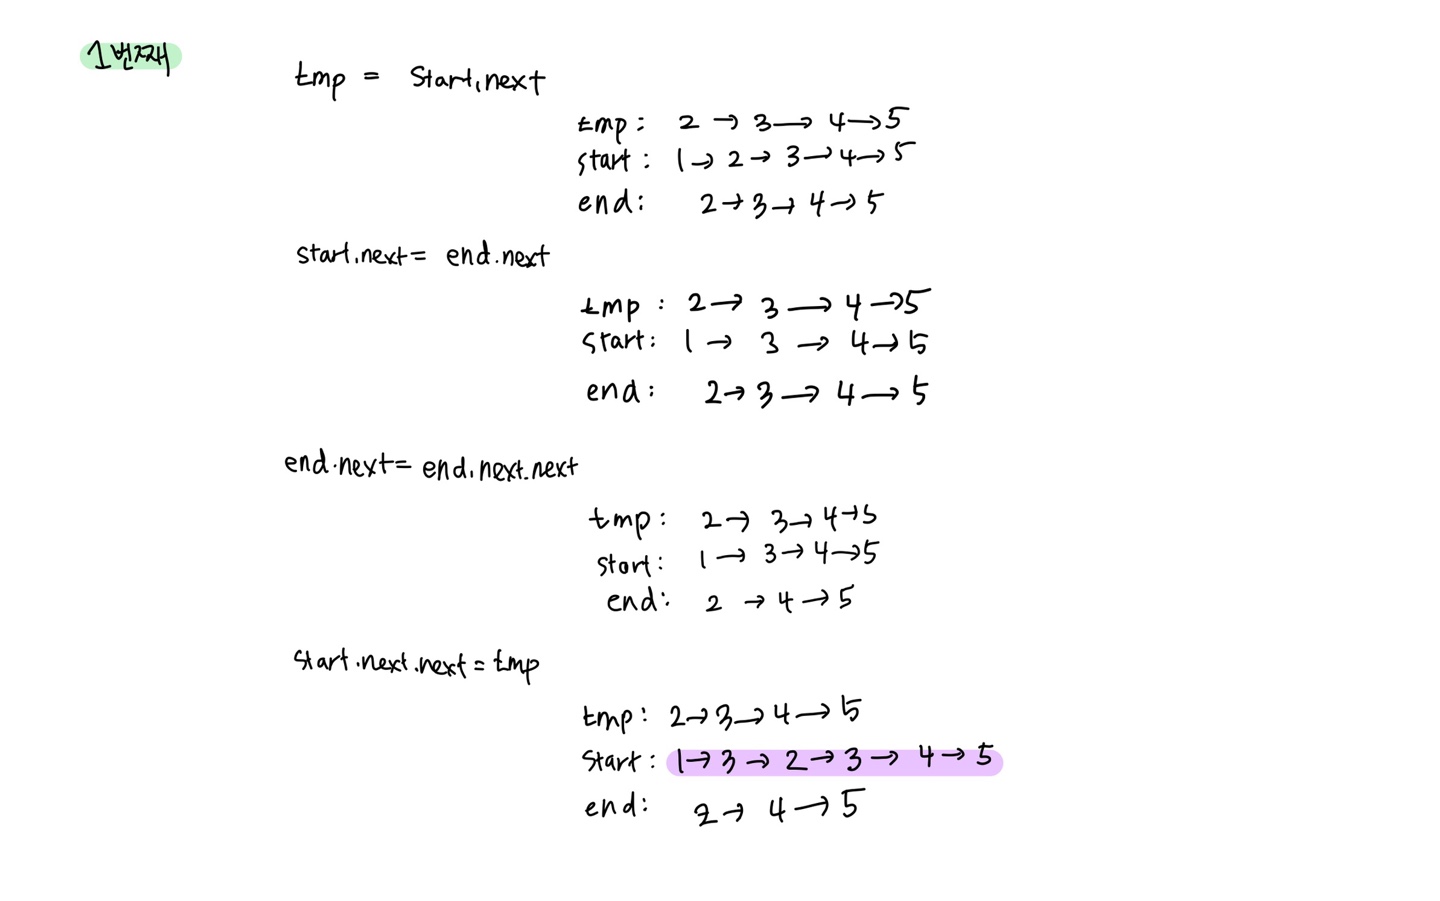 1번째
tmp = Start.next
tmp : 2 → 3 → 4 → 5
start : 1 → 2 → 3 → 4 → 5
end : 2 → 3 → 4 → 5
start.next = end.next
tmp : 2 → 3 → 4 → 5
start : 1 → 3 → 4 → 5
end : 2 → 3 → 4 → 5
end.next = end.next.next
tmp : 2 → 3 → 4 → 5
start : 1 → 3 → 4 → 5
end : 2 → 4 → 5
start.next.next = tmp
tmp : 2 → 3 → 4 → 5
start : 1 → 3 → 2 → 3 → 4 → 5
end : 2 → 4 → 5